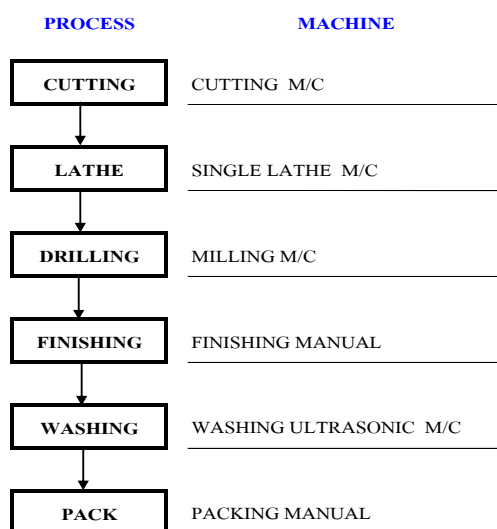 PROCESS MACHINE
CUTTING CUTTING M/C
LATHE SINGLE LATHE M/C
DRILLING MILLING M/C
FINISHING FINISHING MANUAL
WASHING WASHING ULTRASONIC M/C
PACK PACKING MANUAL